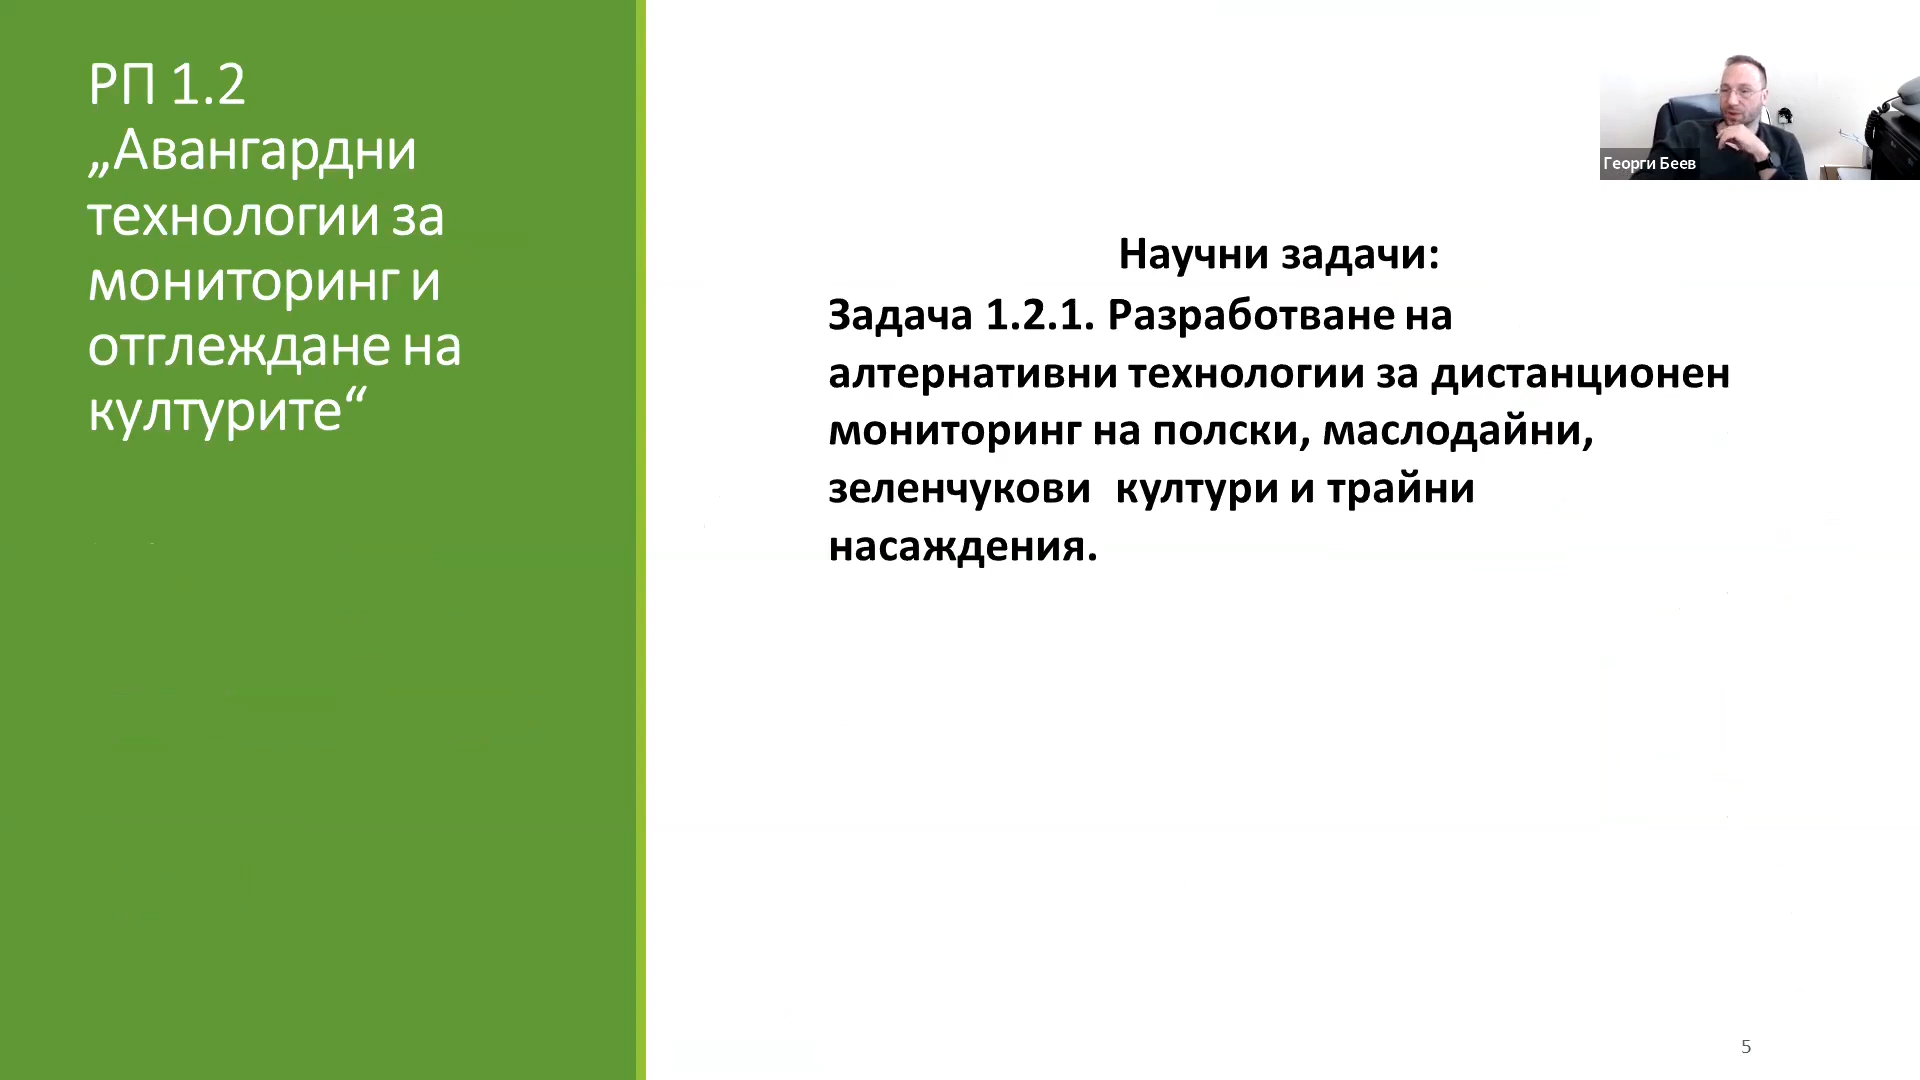 РП 1.2
„Авангардни
технологии за
мониторинг и
отглеждане на
културите“
Георги Беев
Научни задачи:
Задача 1.2.1. Разработване на
алтернативни технологии за дистанционен
мониторинг на полски, маслодайни,
зеленчукови  култури и трайни
насаждения.
5